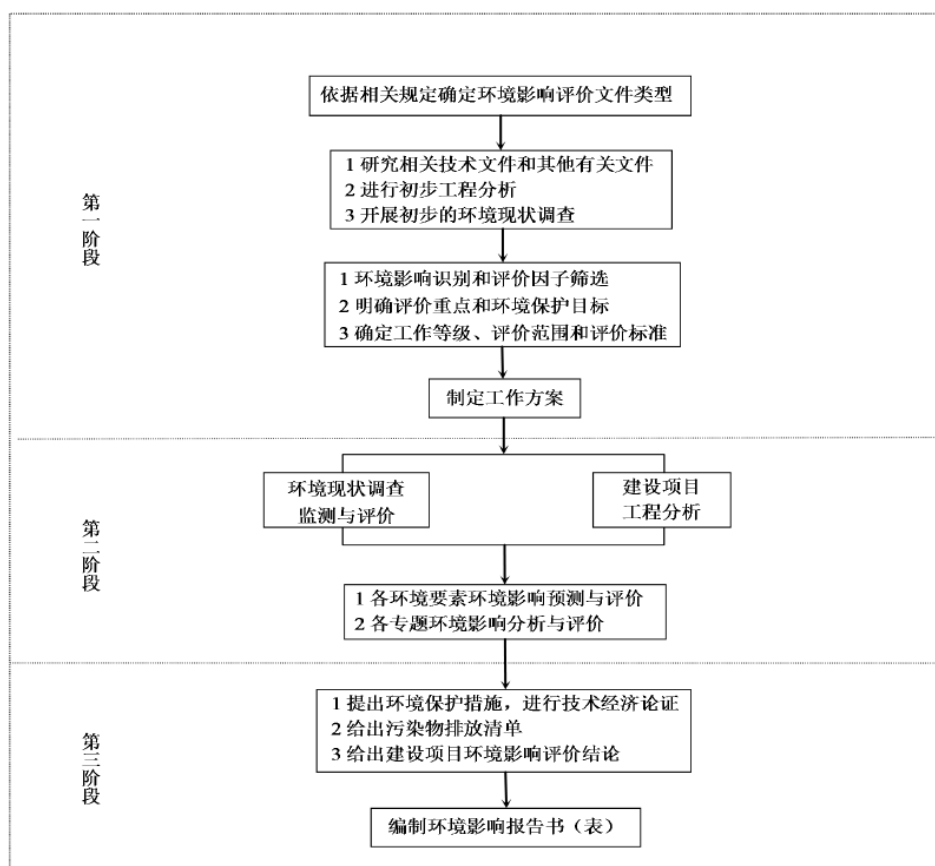 第一阶段
依据相关规定确定环境影响评价文件类型
1 研究相关技术文件和其他有关文件
2 进行初步工程分析
3 开展初步的环境现状调查
1 环境影响识别和评价因子筛选
2 明确评价重点和环境保护目标
3 确定工作等级、评价范围和评价标准
制定工作方案
第二阶段
环境现状调查
监测与评价
建设项目
工程分析
1 各环境要素环境影响预测与评价
2 各专题环境影响分析与评价
第三阶段
1 提出环境保护措施，进行技术经济论证
2 给出污染物排放清单
3 给出建设项目环境影响评价结论
编制环境影响报告书（表）